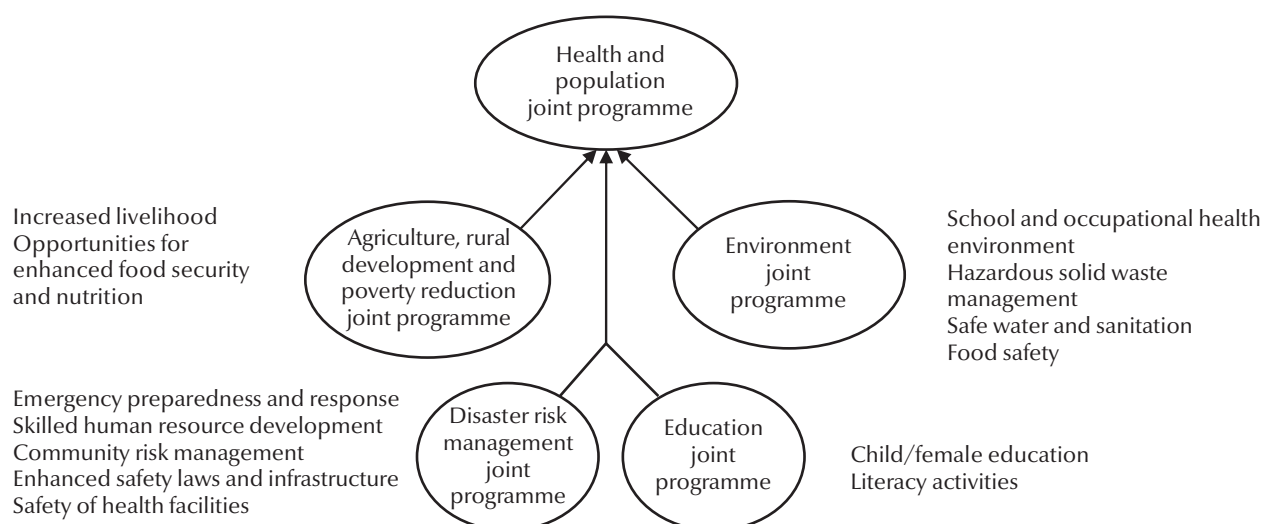 Health and
population
joint programme
Increased livelihood
Opportunities for
enhanced food security
and nutrition
Agriculture, rural
development and
poverty reduction
joint programme
Environment
joint
programme
School and occupational health
environment
Hazardous solid waste
management
Safe water and sanitation
Food safety
Emergency preparedness and response
Skilled human resource development
Community risk management
Enhanced safety laws and infrastructure
Safety of health facilities
Disaster risk
management
joint
programme
Education
joint
programme
Child/female education
Literacy activities